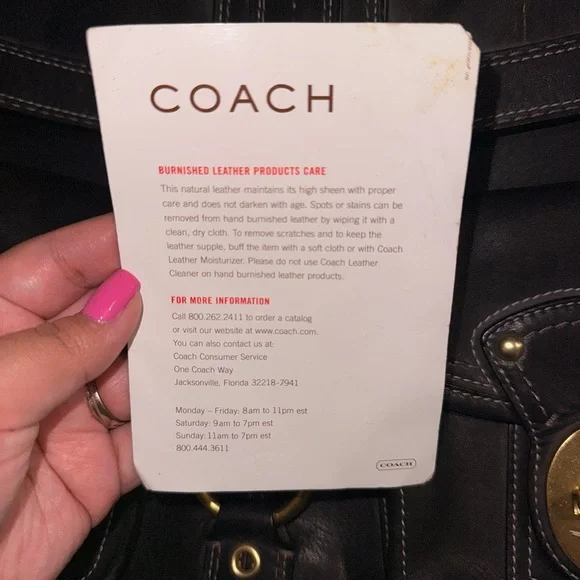 COACH
BURNISHED LEATHER PRODUCTS CARE
This natural leather maintains its high sheen with proper
care and does not darken with age. Spots or stains can be
removed from hand burnished leather by wiping it with a
clean, dry cloth. To remove scratches and to keep the
leather supple, buff the item with a soft cloth or with Coach
Leather Moisturizer. Please do not use Coach Leather
Cleaner on hand burnished leather products.
FOR MORE INFORMATION
Call 800.262.2411 to order a catalog
or visit our website at www.coach.com.
You can also contact us at:
Coach Consumer Service
One Coach Way
Jacksonville, Florida 32218-7941
Monday – Friday: 8am to 11pm est
Saturday: 9am to 7pm est
Sunday: 11am to 7pm est
800.444.3611
COACH